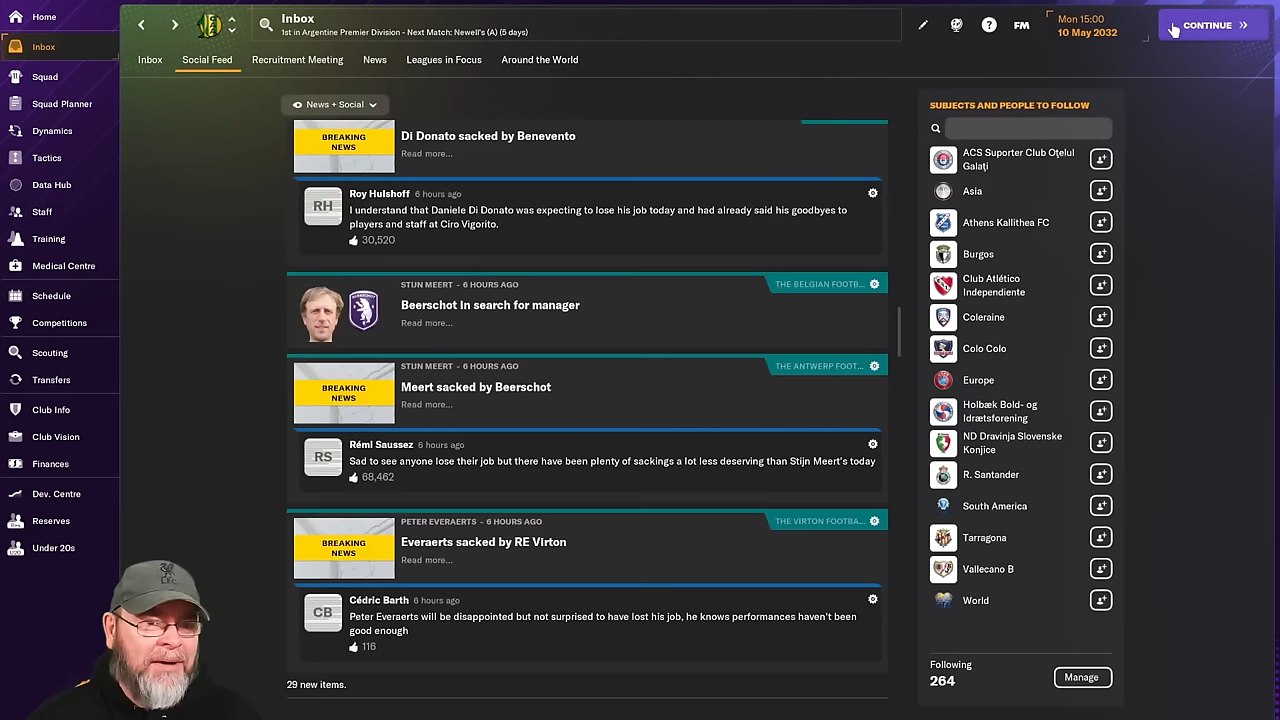 Home
Inbox
Squad
Squad Planner
Dynamics
Tactics
Data Hub
Staff
Training
Medical Centre
Schedule
Competitions
Scouting
Transfers
Club Info
Club Vision
Finances
Dev. Centre
Reserves
Under 20s
Inbox
1st in Argentine Premier Division - Next Match: Newell's (A) (5 days)
FM
Mon 15:00
10 May 2032
CONTINUE
Inbox
Social Feed
Recruitment Meeting
News
Leagues in Focus
Around the World
News + Social
BREAKING
NEWS
Di Donato sacked by Benevento
Read more...
RH
Roy Hulshoff 6 hours ago
I understand that Daniele Di Donato was expecting to lose his job today and had already said his goodbyes to
players and staff at Ciro Vigorito.
30,520
STIJN MEERT - 6 HOURS AGO
THE BELGIAN FOOTB...
Beerschot In search for manager
Read more...
STIJN MEERT - 6 HOURS AGO
THE ANTWERP FOOT...
BREAKING
NEWS
Meert sacked by Beerschot
Read more...
RS
Rémi Saussez 6 hours ago
Sad to see anyone lose their job but there have been plenty of sackings a lot less deserving than Stijn Meert's today
68,462
PETER EVERAERTS - 6 HOURS AGO
THE VIRTON FOOTBA...
BREAKING
NEWS
Everaerts sacked by RE Virton
Read more...
CB
Cédric Barth 6 hours ago
Peter Everaerts will be disappointed but not surprised to have lost his job, he knows performances haven't been
good enough
116
29 new items.
SUBJECTS AND PEOPLE TO FOLLOW
ACS Suporter Club Oţelul
Galaţi
Asia
Athens Kallithea FC
Burgos
Club Atlético
Independiente
Coleraine
Colo Colo
Europe
Holbæk Bold- og
Idrætsforening
ND Dravinja Slovenske
Konjice
R. Santander
South America
Tarragona
Vallecano B
World
Following
264
Manage